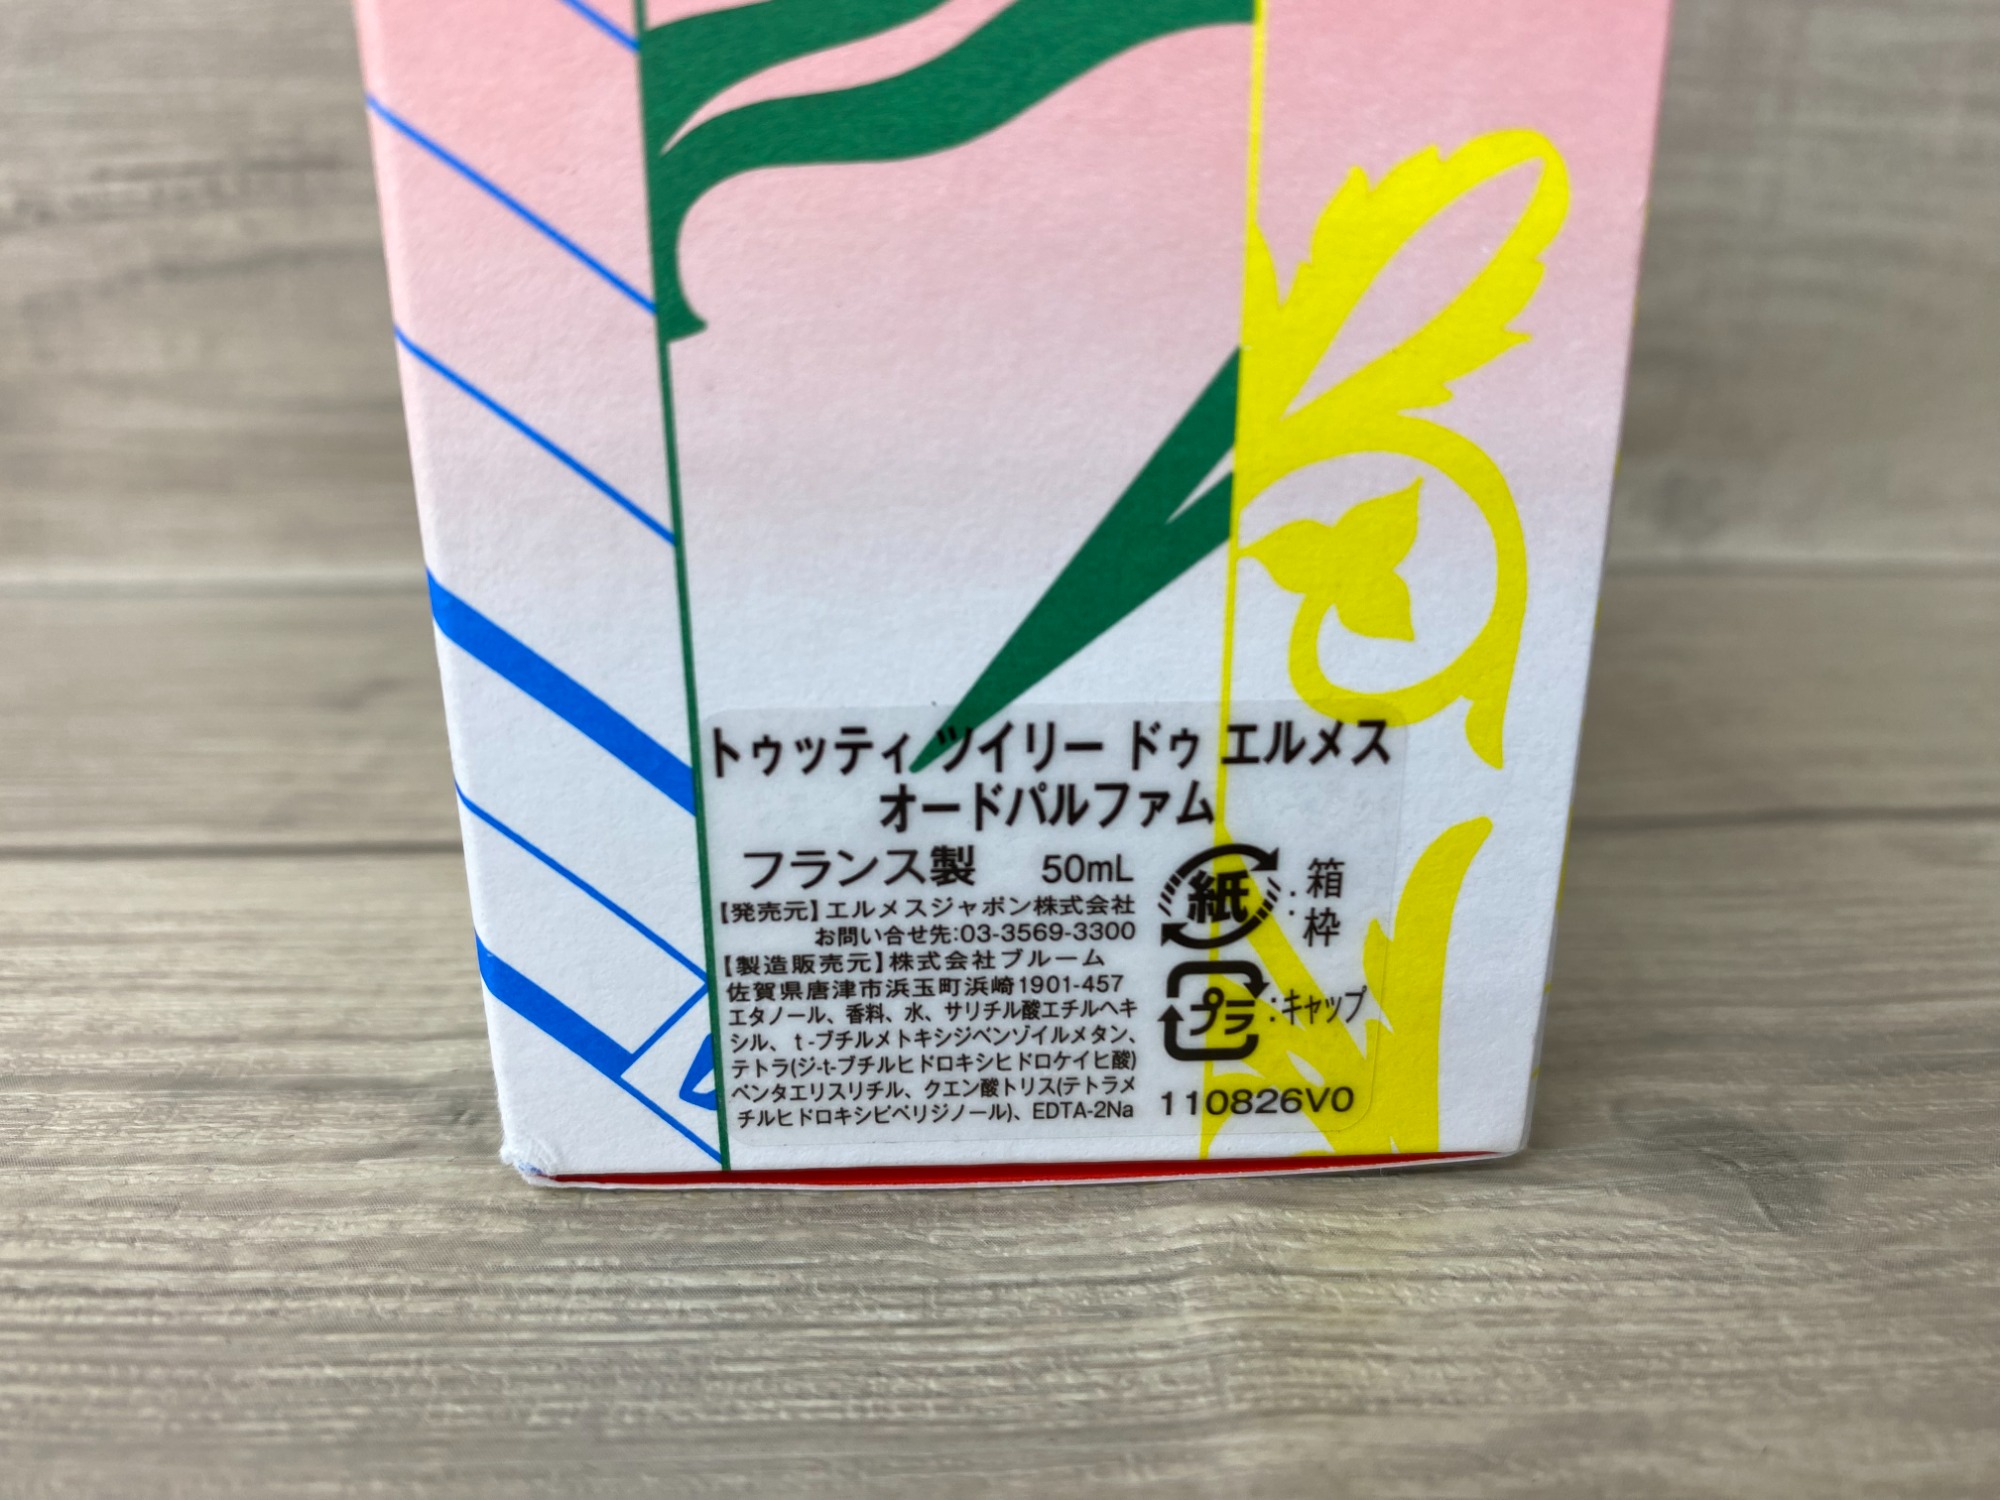 トゥッティ ツイリー ドゥ エルメス
オードパルファム
フランス製 50mL
【発売元】エルメスジャポン株式会社
お問い合せ先:03-3569-3300
【製造販売元】株式会社ブルーム
佐賀県唐津市浜玉町浜崎1901-457
エタノール、香料、水、サリチル酸エチルヘキ
シル、t-ブチルメトキシジベンゾイルメタン、
テトラ(ジ-t-ブチルヒドロキシヒドロケイヒ酸)
ペンタエリスリチル、クエン酸トリス(テトラメ
チルヒドロキシピペリジノール)、EDTA-2Na
紙:箱
枠
プラ:キャップ
110826V0